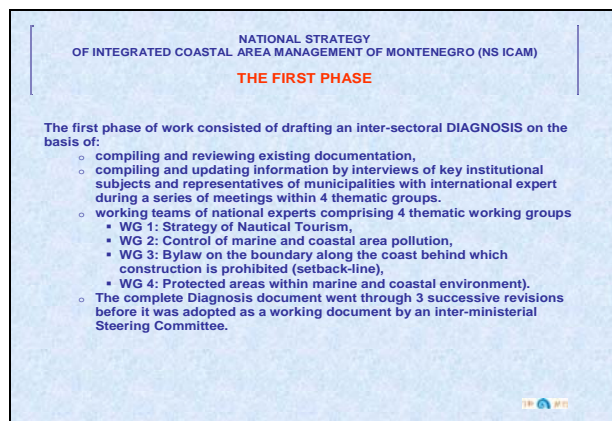 NATIONAL STRATEGY
OF INTEGRATED COASTAL AREA MANAGEMENT OF MONTENEGRO (NS ICAM)
THE FIRST PHASE
The first phase of work consisted of drafting an inter-sectoral DIAGNOSIS on the
basis of:
o compiling and reviewing existing documentation,
o compiling and updating information by interviews of key institutional
subjects and representatives of municipalities with international expert
during a series of meetings within 4 thematic groups.
o working teams of national experts comprising 4 thematic working groups
▪ WG 1: Strategy of Nautical Tourism,
▪ WG 2: Control of marine and coastal area pollution,
▪ WG 3: Bylaw on the boundary along the coast behind which
construction is prohibited (setback-line),
▪ WG 4: Protected areas within marine and coastal environment).
o The complete Diagnosis document went through 3 successive revisions
before it was adopted as a working document by an inter-ministerial
Steering Committee.